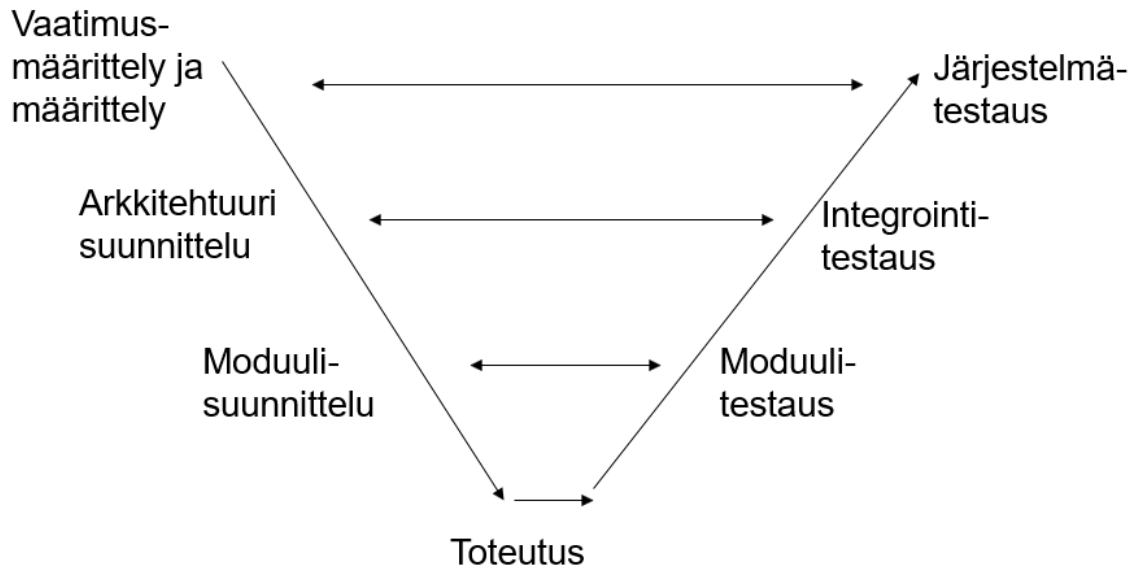 Vaatimus-
määrittely ja
määrittely
Järjestelmä-
testaus
Arkkitehtuuri
suunnittelu
Integrointi-
testaus
Moduuli-
suunnittelu
Moduuli-
testaus
Toteutus